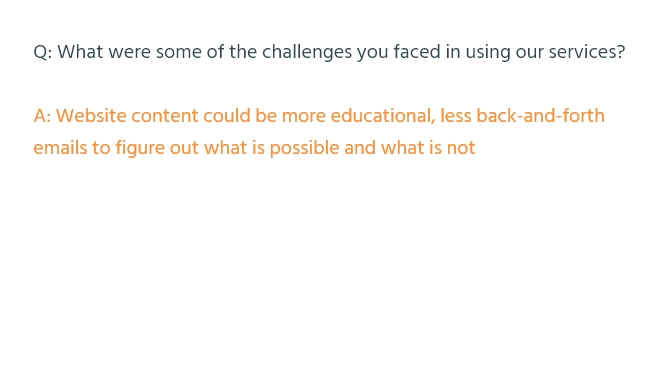 Q: What were some of the challenges you faced in using our services?
A: Website content could be more educational, less back-and-forth
emails to figure out what is possible and what is not